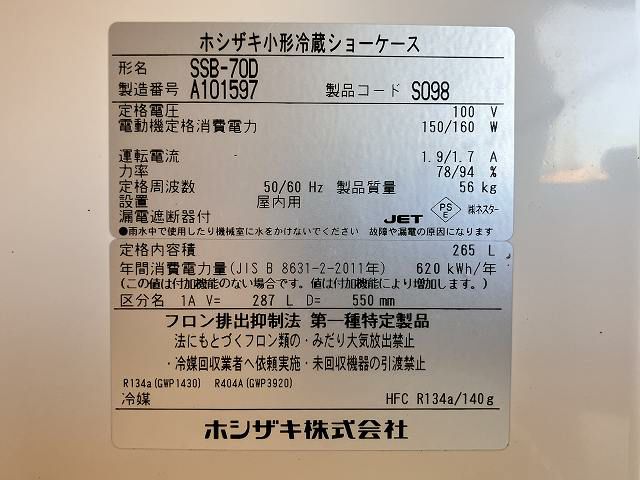 ホシザキ小形冷蔵ショーケース
形名 SSB-70D
製造番号 A101597 製品コード S098
定格電圧 100 V
電動機定格消費電力 150/160 W
運転電流 1.9/1.7 A
力率 78/94 %
定格周波数 50/60 Hz 製品質量 56 kg
設置 屋内用
漏電遮断器付 JET PSE ㈱ネスター
●雨水中で使用したり機械室に水をかけないでください 故障や漏電の原因になります
定格内容積 265 L
年間消費電力量(JIS B 8631-2-2011年) 620 kWh/年
(この値は付加機能のない場合です。値は付加機能により増加します。)
区分名 1A V= 287 L D= 550 mm
フロン排出抑制法 第一種特定製品
法にもとづくフロン類の・みだり大気放出禁止
・冷媒回収業者へ依頼実施・未回収機器の引渡禁止
R134a(GWP1430) R404A(GWP3920)
冷媒 HFC R134a/140g
ホシザキ株式会社